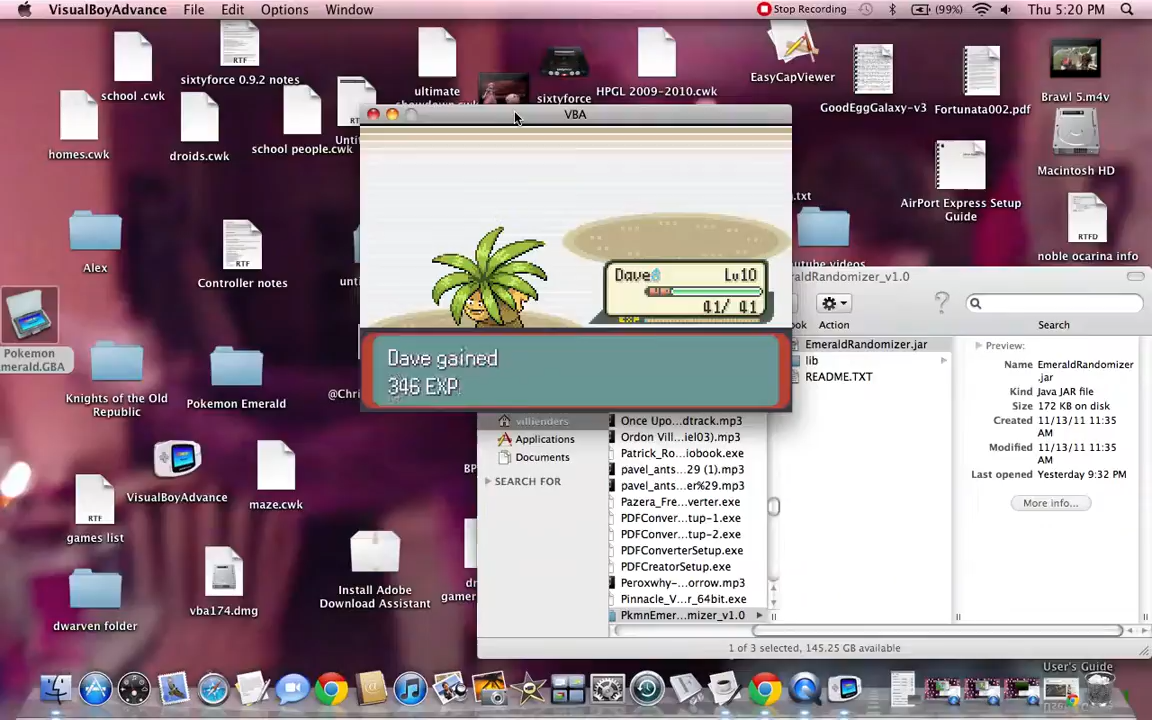 VisualBoyAdvance File Edit Options Window Stop Recording (99%) Thu 5:20 PM
sixtyforce 0.9.2 notes
school .cwk
ultimate
sixtyforce
HPGL 2009-2010.cwk
EasyCapViewer
GoodEggGalaxy-v3
Fortunata002.pdf
Brawl 5.m4v
homes.cwk
droids.cwk
school people.cwk
VBA
Macintosh HD
AirPort Express Setup
Guide
.txt
noble ocarina info
Alex
Controller notes
Dave Lv10
41/ 41
EXP
Dave gained
346 EXP.
eraldRandomizer_v1.0
Action
Search
Pokemon
merald.GBA
Knights of the Old
Republic
Pokemon Emerald
@Chri
EmeraldRandomizer.jar
lib
README.TXT
Preview:
Name EmeraldRandomizer
.jar
Kind Java JAR file
Size 172 KB on disk
Created 11/13/11 11:35
AM
Modified 11/13/11 11:35
AM
Last opened Yesterday 9:32 PM
More info...
villienders
Applications
Documents
SEARCH FOR
Once Upo...dtrack.mp3
Ordon Vill...iel03).mp3
Patrick_Ro...iobook.exe
pavel_ants...29 (1).mp3
pavel_ants...er%29.mp3
Pazera_Fre...verter.exe
PDFConver...tup-1.exe
PDFConver...tup-2.exe
PDFConverterSetup.exe
PDFCreatorSetup.exe
Peroxwhy-...orrow.mp3
Pinnacle_V...r_64bit.exe
PkmnEmer...mizer_v1.0
VisualBoyAdvance
maze.cwk
BP
games list
Install Adobe
Download Assistant
gamer
vba174.dmg
dwarven folder
1 of 3 selected, 145.25 GB available
User's Guide